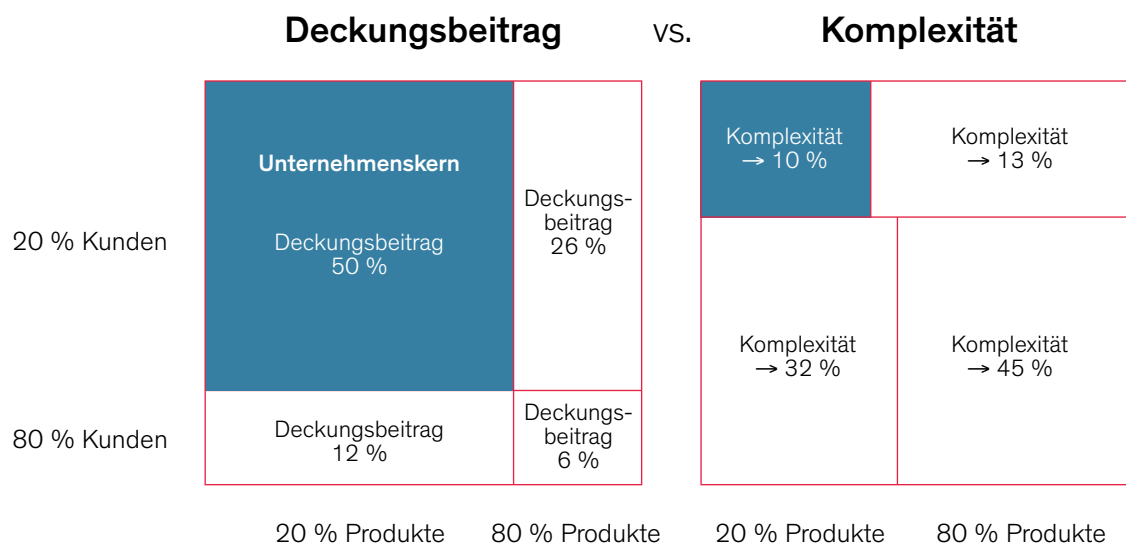 Deckungsbeitrag vs. Komplexität
Unternehmenskern
Deckungsbeitrag
50 %
Deckungs-
beitrag
26 %
Komplexität
→ 10 %
Komplexität
→ 13 %
20 % Kunden
Komplexität
→ 32 %
Komplexität
→ 45 %
80 % Kunden
Deckungsbeitrag
12 %
Deckungs-
beitrag
6 %
20 % Produkte 80 % Produkte 20 % Produkte 80 % Produkte